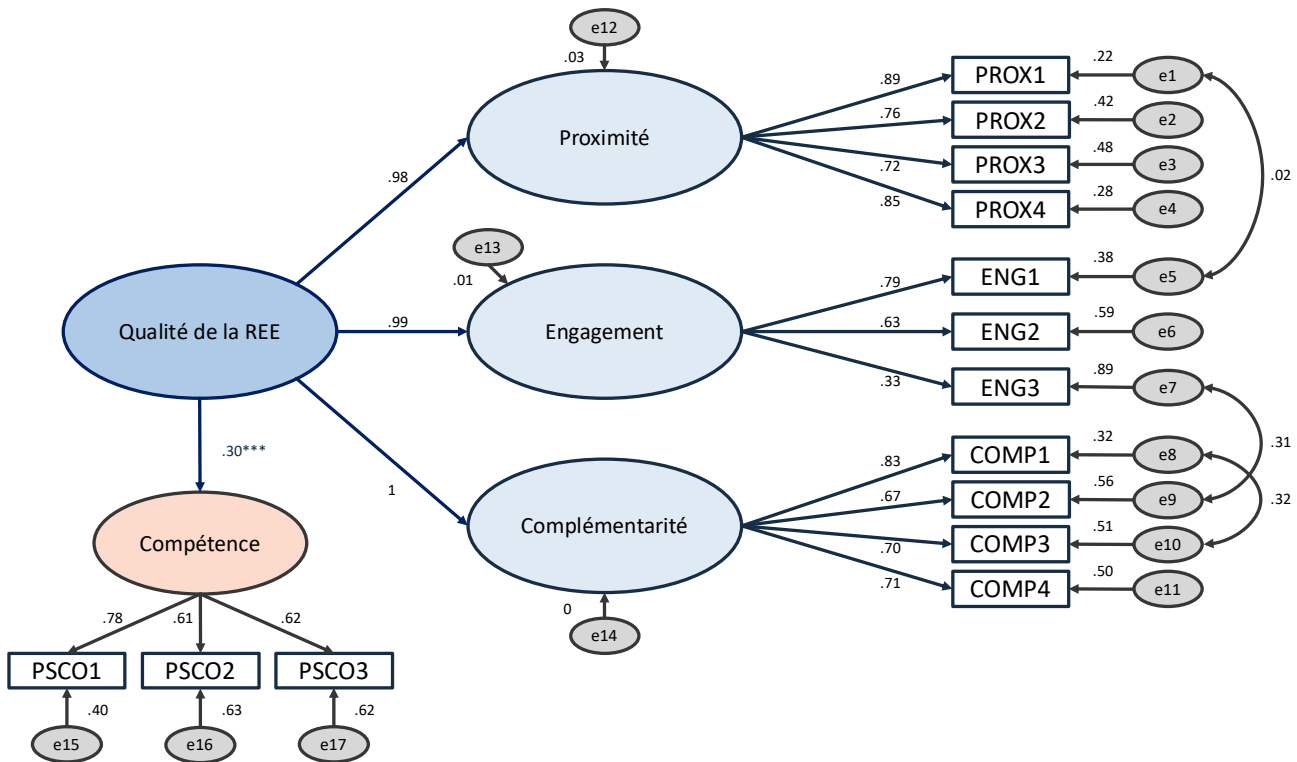 e12
.03
Proximité
.89
.76
.72
.85
PROX1
PROX2
PROX3
PROX4
.22
.42
.48
.28
e1
e2
e3
e4
.02
.98
e13
.01
Qualité de la REE
.99
Engagement
.79
.63
.33
ENG1
ENG2
ENG3
.38
.59
.89
e5
e6
e7
.30***
1
Complémentarité
0
e14
.83
.67
.70
.71
COMP1
COMP2
COMP3
COMP4
.32
.56
.51
.50
e8
e9
e10
e11
.31
.32
Compétence
.78
.61
.62
PSCO1
PSCO2
PSCO3
.40
.63
.62
e15
e16
e17